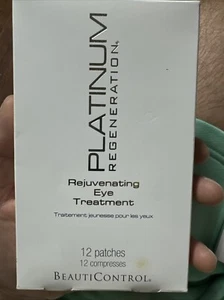 PLATINUM
REGENERATION®
Rejuvenating
Eye
Treatment
Traitement jeunesse pour les yeux
12 patches
12 compresses
BEAUTICONTROL®